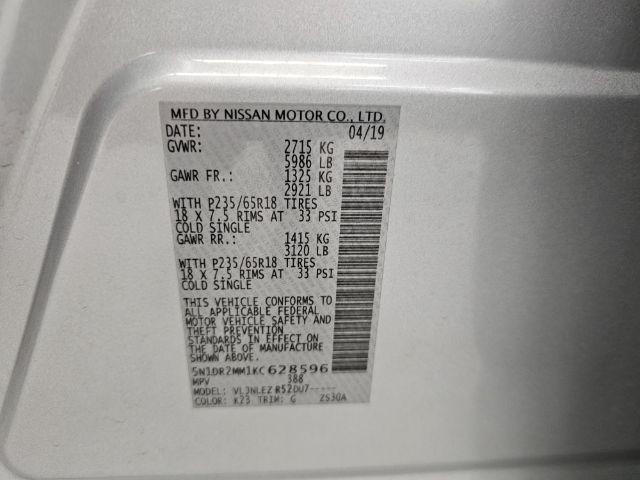 MFD BY NISSAN MOTOR CO., LTD.
DATE: 04/19
GVWR: 2715 KG
5986 LB
GAWR FR.: 1325 KG
2921 LB
WITH P235/65R18 TIRES
18 X 7.5 RIMS AT 33 PSI
COLD SINGLE
GAWR RR.: 1415 KG
3120 LB
WITH P235/65R18 TIRES
18 X 7.5 RIMS AT 33 PSI
COLD SINGLE
THIS VEHICLE CONFORMS TO
ALL APPLICABLE FEDERAL
MOTOR VEHICLE SAFETY AND
THEFT PREVENTION
STANDARDS IN EFFECT ON
THE DATE OF MANUFACTURE
SHOWN ABOVE.
5N1DR2MM1KC628596
MPV 388
MODEL: R52DU7-----
COLOR: K23 TRIM: G ZS30A